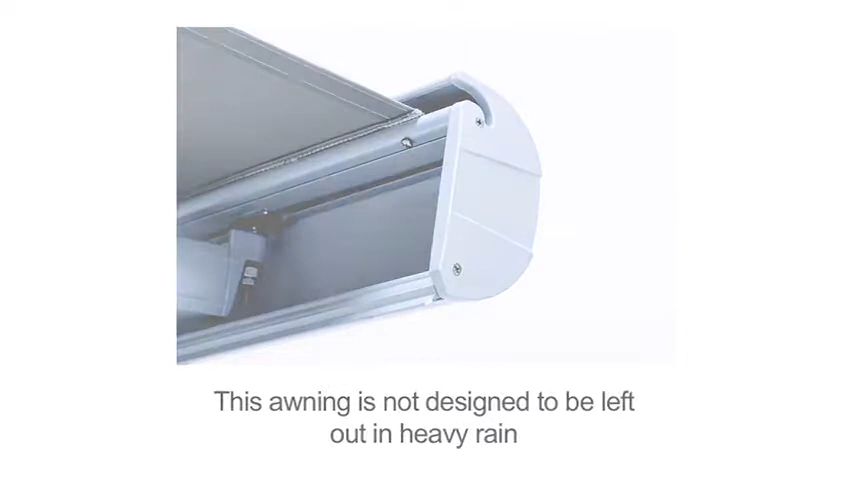 This awning is not designed to be left
out in heavy rain